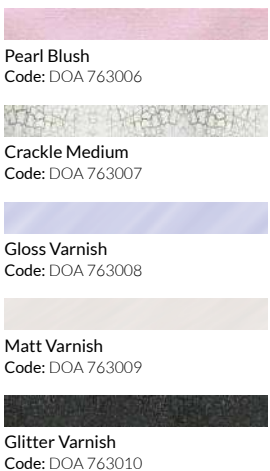 Pearl Blush
Code: DOA 763006
Crackle Medium
Code: DOA 763007
Gloss Varnish
Code: DOA 763008
Matt Varnish
Code: DOA 763009
Glitter Varnish
Code: DOA 763010